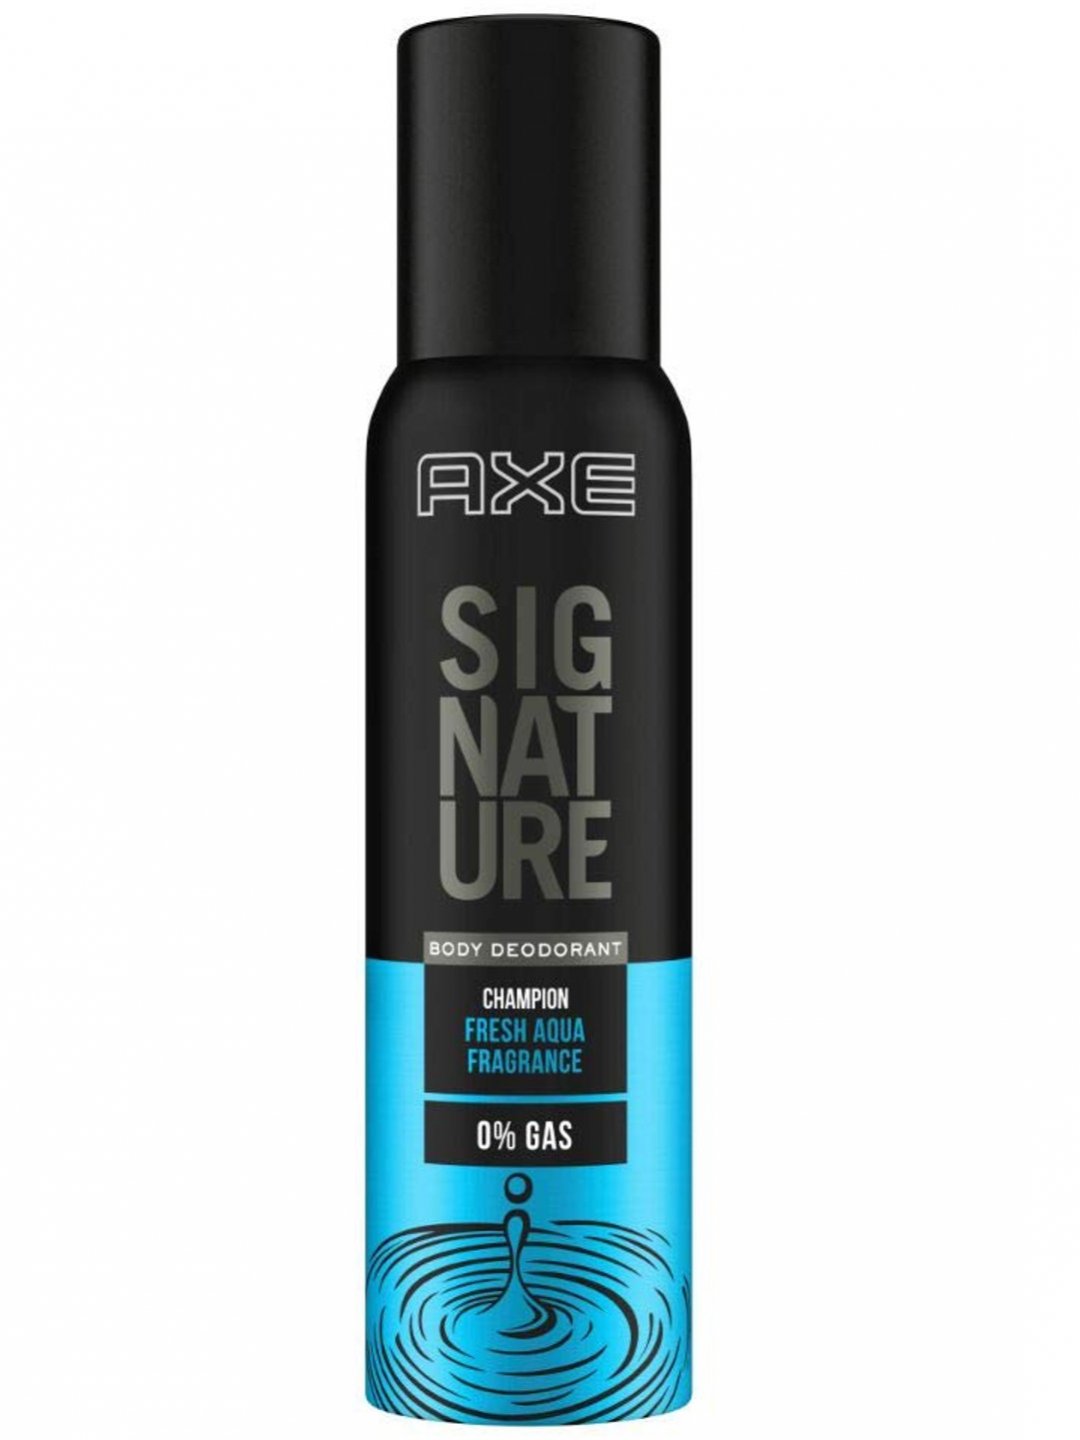 AXE
SIG
NAT
URE
BODY DEODORANT
CHAMPION
FRESH AQUA
FRAGRANCE
0% GAS